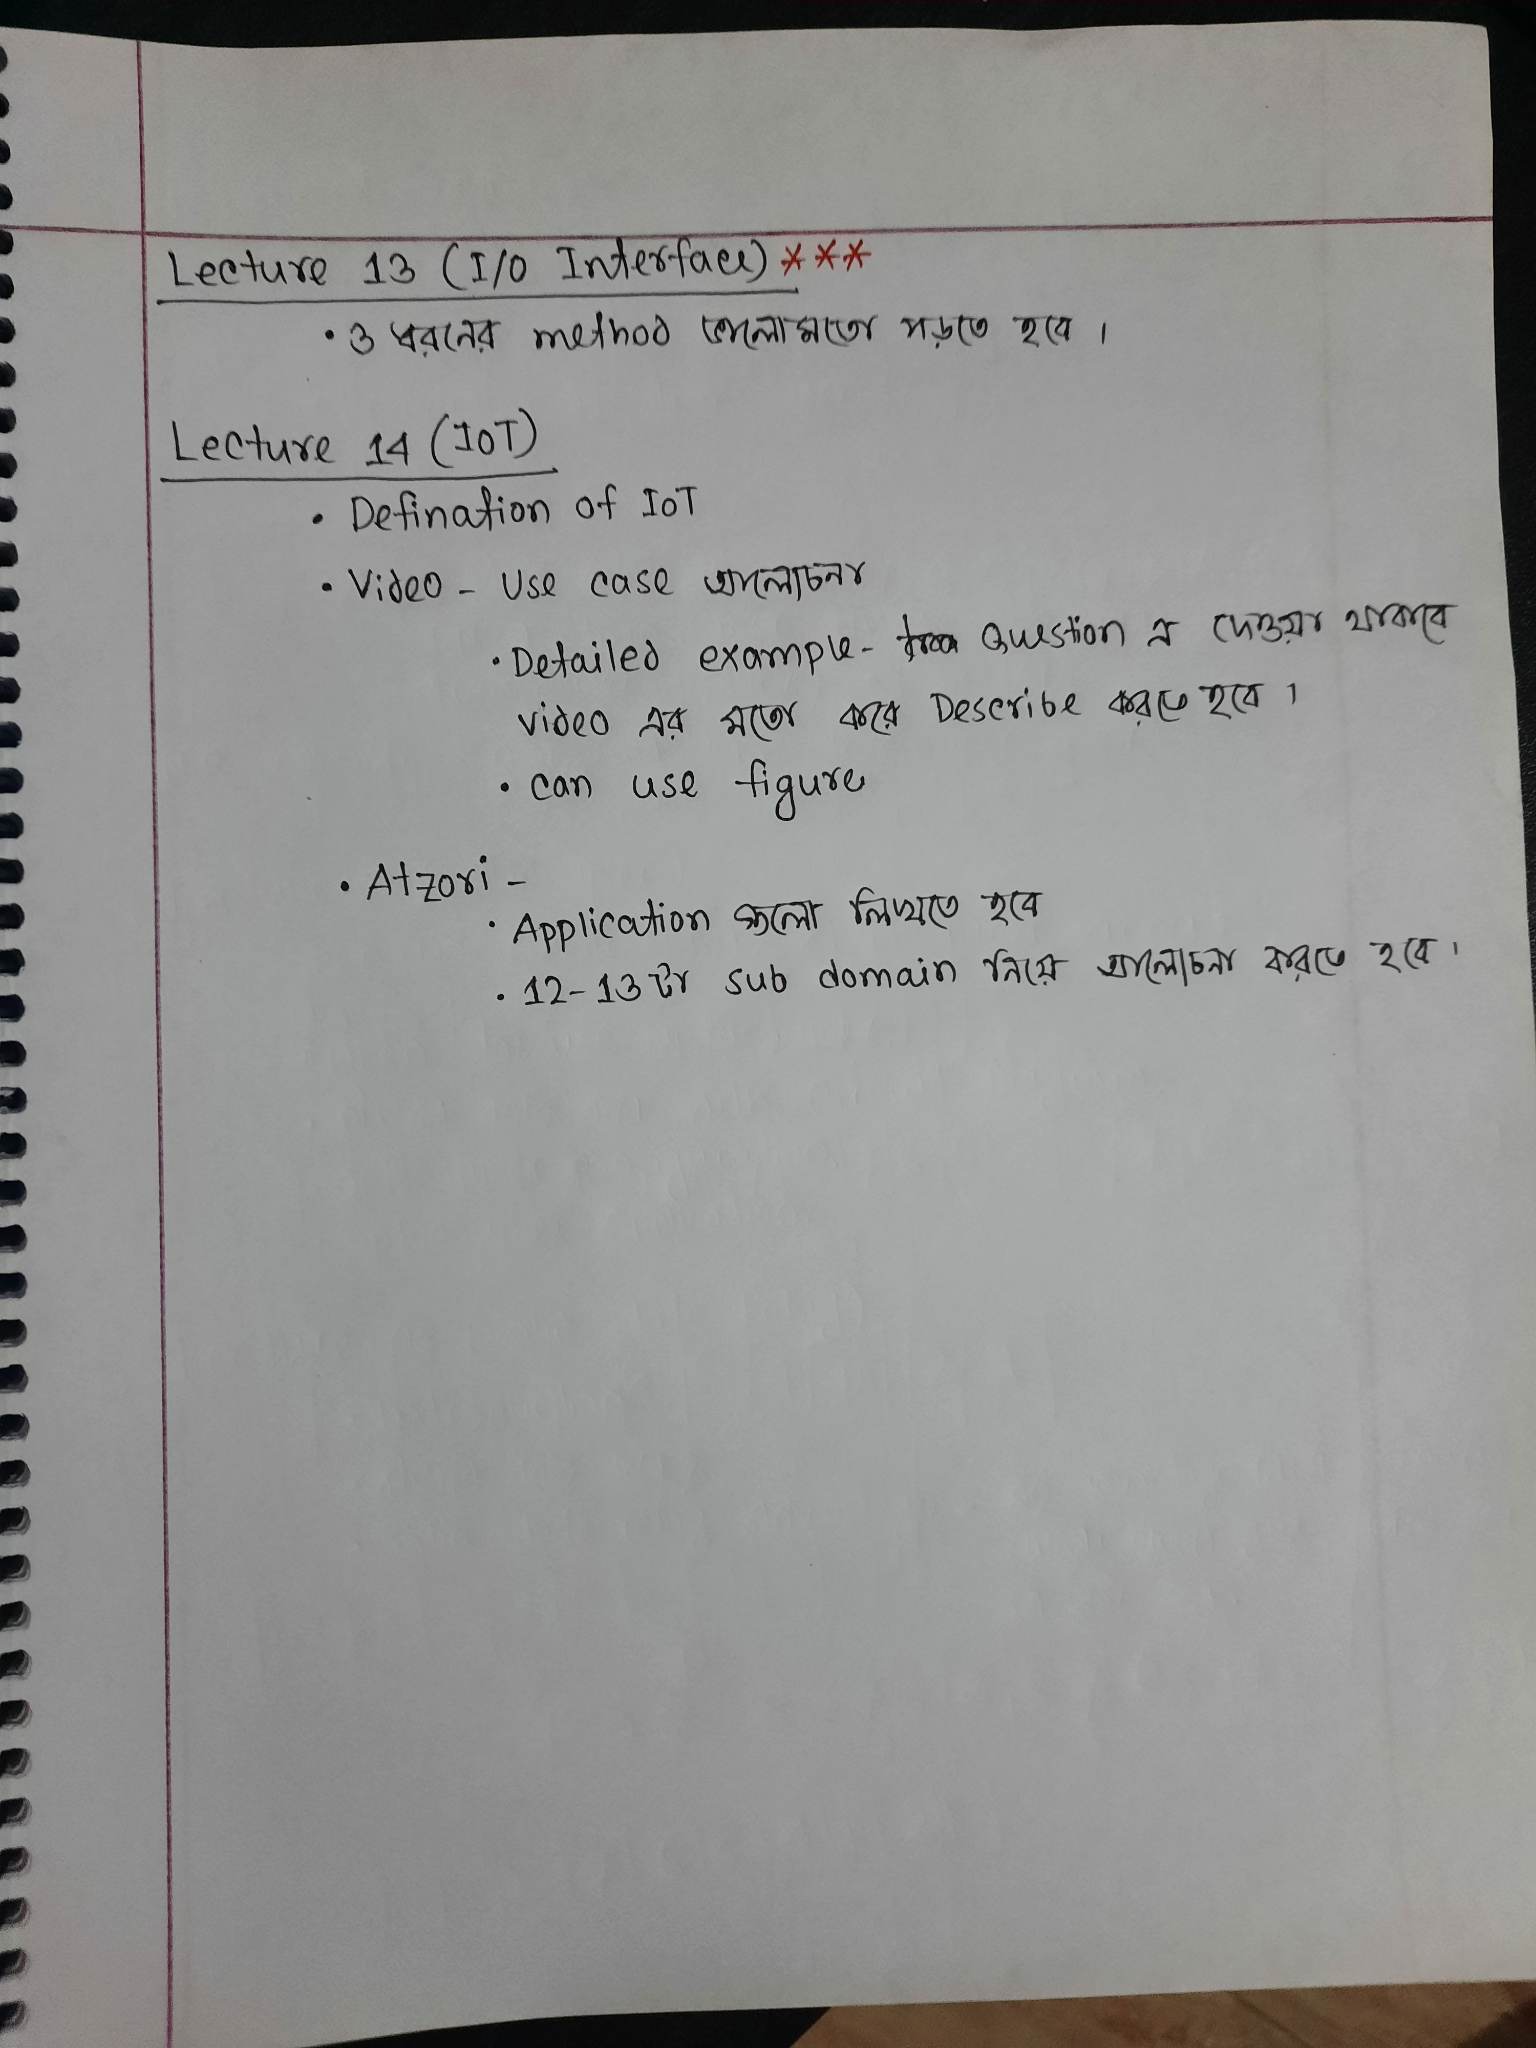 Lecture 13 (I/O Interface) ***
• 3 ধরনের method ভালোমতো পড়তে হবে।
Lecture 14 (IoT)
• Defination of IoT
• Video - Use case আলোচনা
• Detailed example - Question এ দেওয়া থাকবে
video এর মতো করে Describe করতে হবে।
• can use figure
• Atzori -
• Application গুলো লিখতে হবে
• 12-13 টা sub domain নিয়ে আলোচনা করতে হবে।